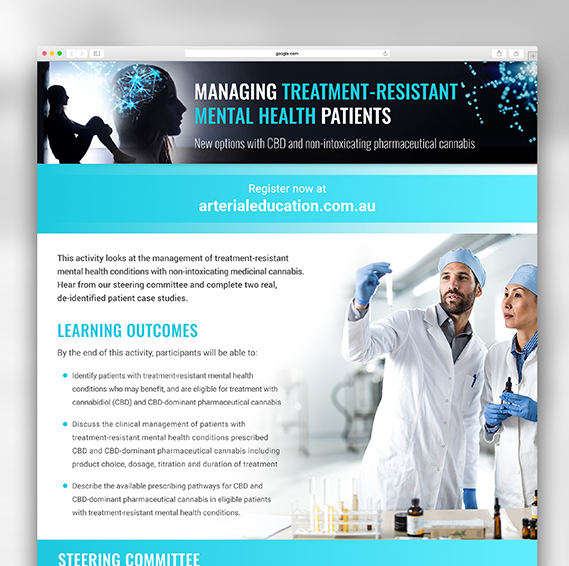 google.com
MANAGING TREATMENT-RESISTANT
MENTAL HEALTH PATIENTS
New options with CBD and non-intoxicating pharmaceutical cannabis
Register now at
arterialeducation.com.au
This activity looks at the management of treatment-resistant
mental health conditions with non-intoxicating medicinal cannabis.
Hear from our steering committee and complete two real,
de-identified patient case studies.
LEARNING OUTCOMES
By the end of this activity, participants will be able to:
Identify patients with treatment-resistant mental health
conditions who may benefit, and are eligible for treatment with
cannabidiol (CBD) and CBD-dominant pharmaceutical cannabis
Discuss the clinical management of patients with
treatment-resistant mental health conditions prescribed
CBD and CBD-dominant pharmaceutical cannabis including
product choice, dosage, titration and duration of treatment
Describe the available prescribing pathways for CBD and
CBD-dominant pharmaceutical cannabis in eligible patients
with treatment-resistant mental health conditions.
STEERING COMMITTEE